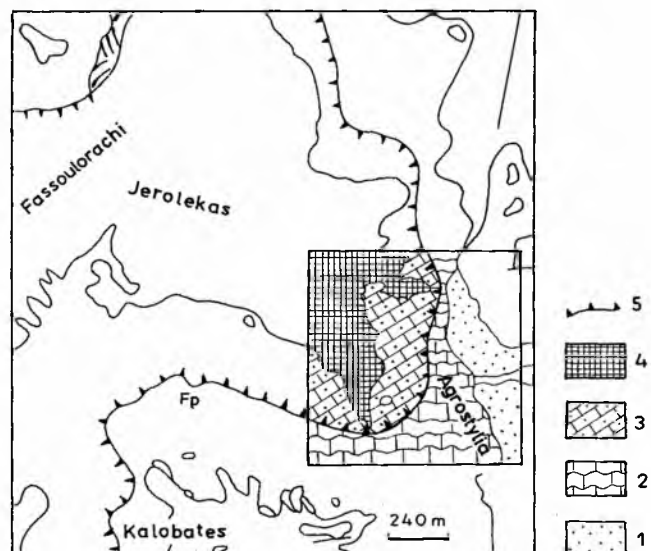 Fassoulorachi
Jerolekas
Agrostylia
Fp
Kalobates
240 m
5
4
3
2
1